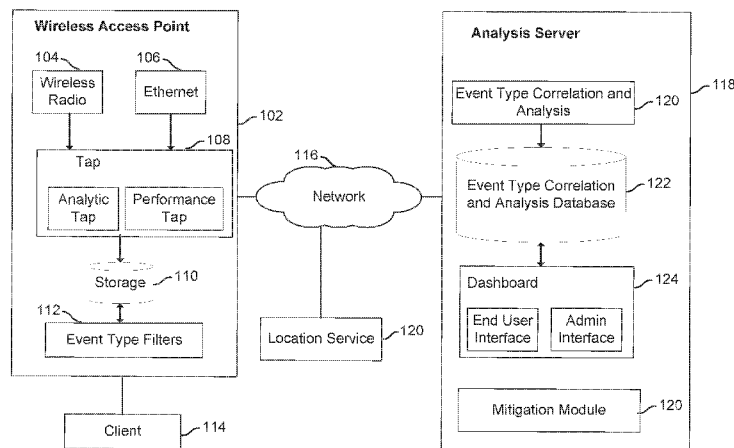 Wireless Access Point
104
106
Wireless
Radio
Ethernet
102
108
Tap
Analytic
Tap
Performance
Tap
Storage
110
112
Event Type Filters
Client
114
116
Network
Location Service
120
Analysis Server
118
Event Type Correlation and
Analysis
120
Event Type Correlation
and Analysis Database
122
Dashboard
124
End User
Interface
Admin
Interface
Mitigation Module
120